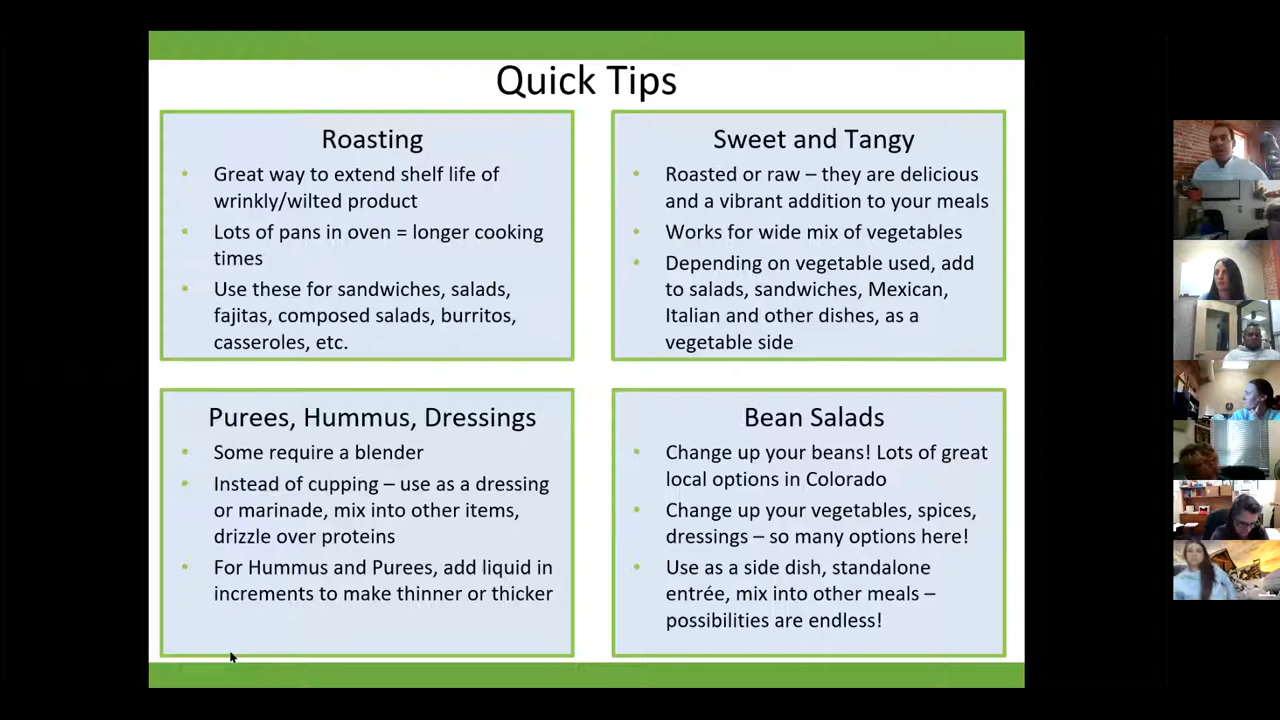 Quick Tips
Roasting
• Great way to extend shelf life of
wrinkly/wilted product
• Lots of pans in oven = longer cooking
times
• Use these for sandwiches, salads,
fajitas, composed salads, burritos,
casseroles, etc.
Sweet and Tangy
• Roasted or raw – they are delicious
and a vibrant addition to your meals
• Works for wide mix of vegetables
• Depending on vegetable used, add
to salads, sandwiches, Mexican,
Italian and other dishes, as a
vegetable side
Purees, Hummus, Dressings
• Some require a blender
• Instead of cupping – use as a dressing
or marinade, mix into other items,
drizzle over proteins
• For Hummus and Purees, add liquid in
increments to make thinner or thicker
Bean Salads
• Change up your beans! Lots of great
local options in Colorado
• Change up your vegetables, spices,
dressings – so many options here!
• Use as a side dish, standalone
entrée, mix into other meals –
possibilities are endless!